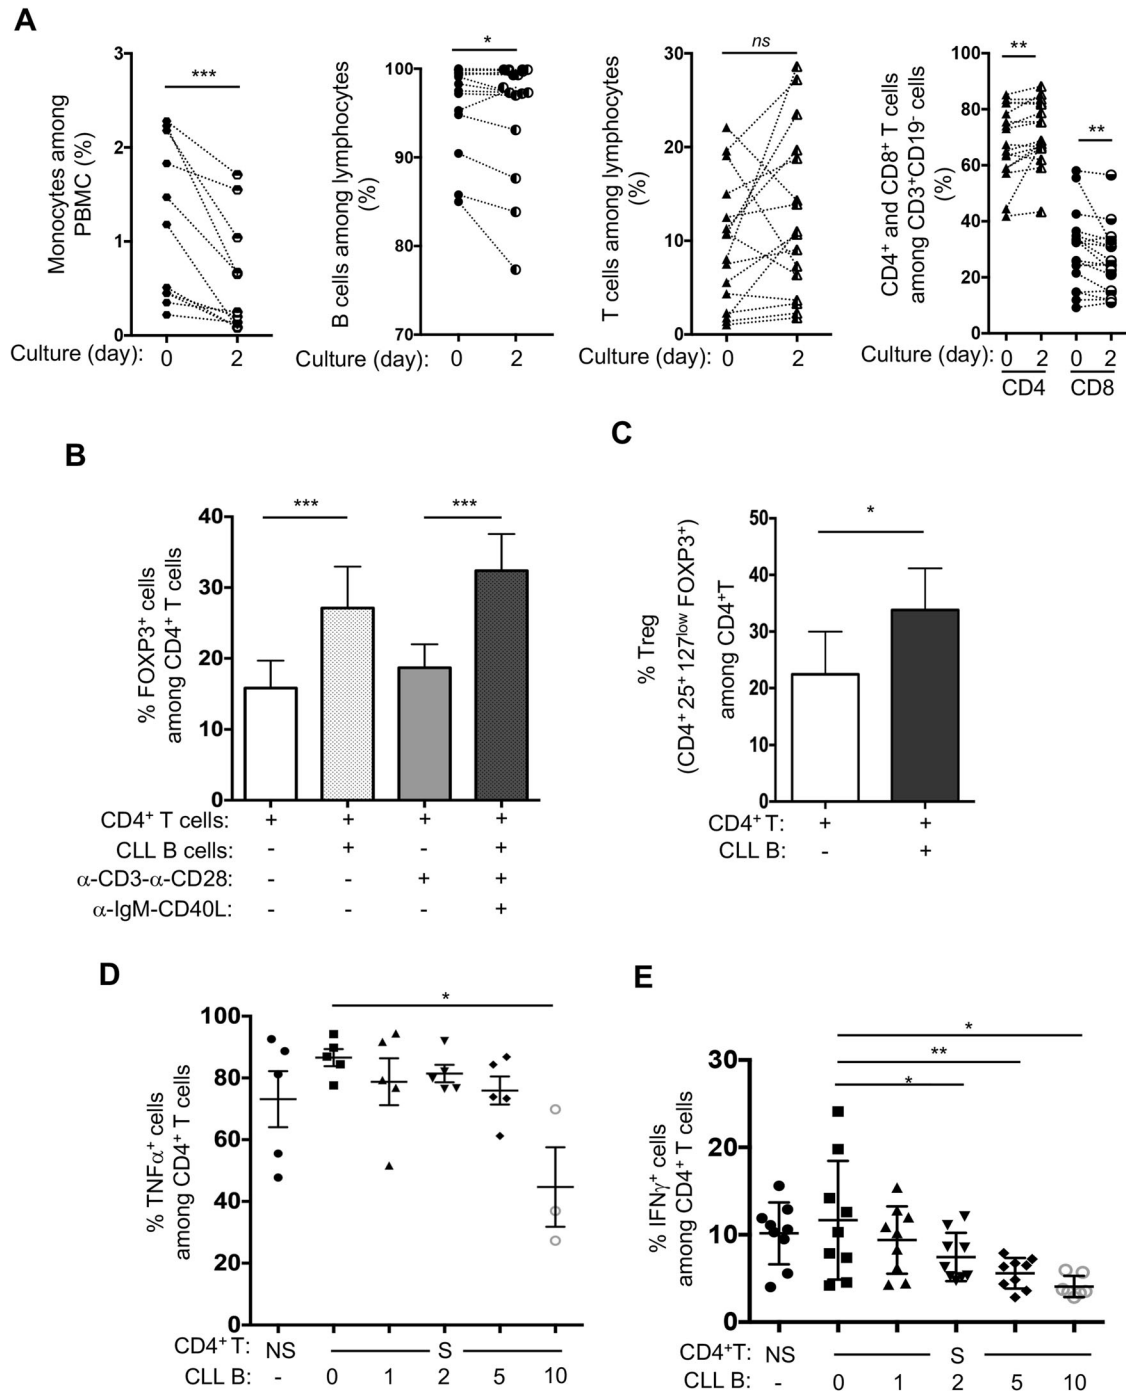 A
Monocytes among
PBMC (%)
3
2
1
0
***
Culture (day): 0 2
B cells among lymphocytes
(%)
100
90
80
70
*
Culture (day): 0 2
T cells among lymphocytes
(%)
30
20
10
0
ns
Culture (day): 0 2
CD4⁺ and CD8⁺ T cells
among CD3⁺CD19⁻ cells
(%)
100
80
60
40
20
0
**
**
Culture (day): 0 2 0 2
CD4 CD8
B
% FOXP3⁺ cells
among CD4⁺ T cells
40
30
20
10
0
*** ***
CD4⁺ T cells: + + + +
CLL B cells: - + - +
α-CD3-α-CD28: - - + +
α-IgM-CD40L: - - - +
C
% Treg
(CD4⁺ 25⁺ 127ˡᵒʷ FOXP3⁺)
among CD4⁺T
50
40
30
20
10
0
*
CD4⁺ T: + +
CLL B: - +
D
% TNFα⁺ cells
among CD4⁺ T cells
100
80
60
40
20
0
*
CD4⁺ T: NS S
CLL B: - 0 1 2 5 10
E
% IFNγ⁺ cells
among CD4⁺ T cells
30
20
10
0
*
**
*
CD4⁺T: NS S
CLL B: - 0 1 2 5 10